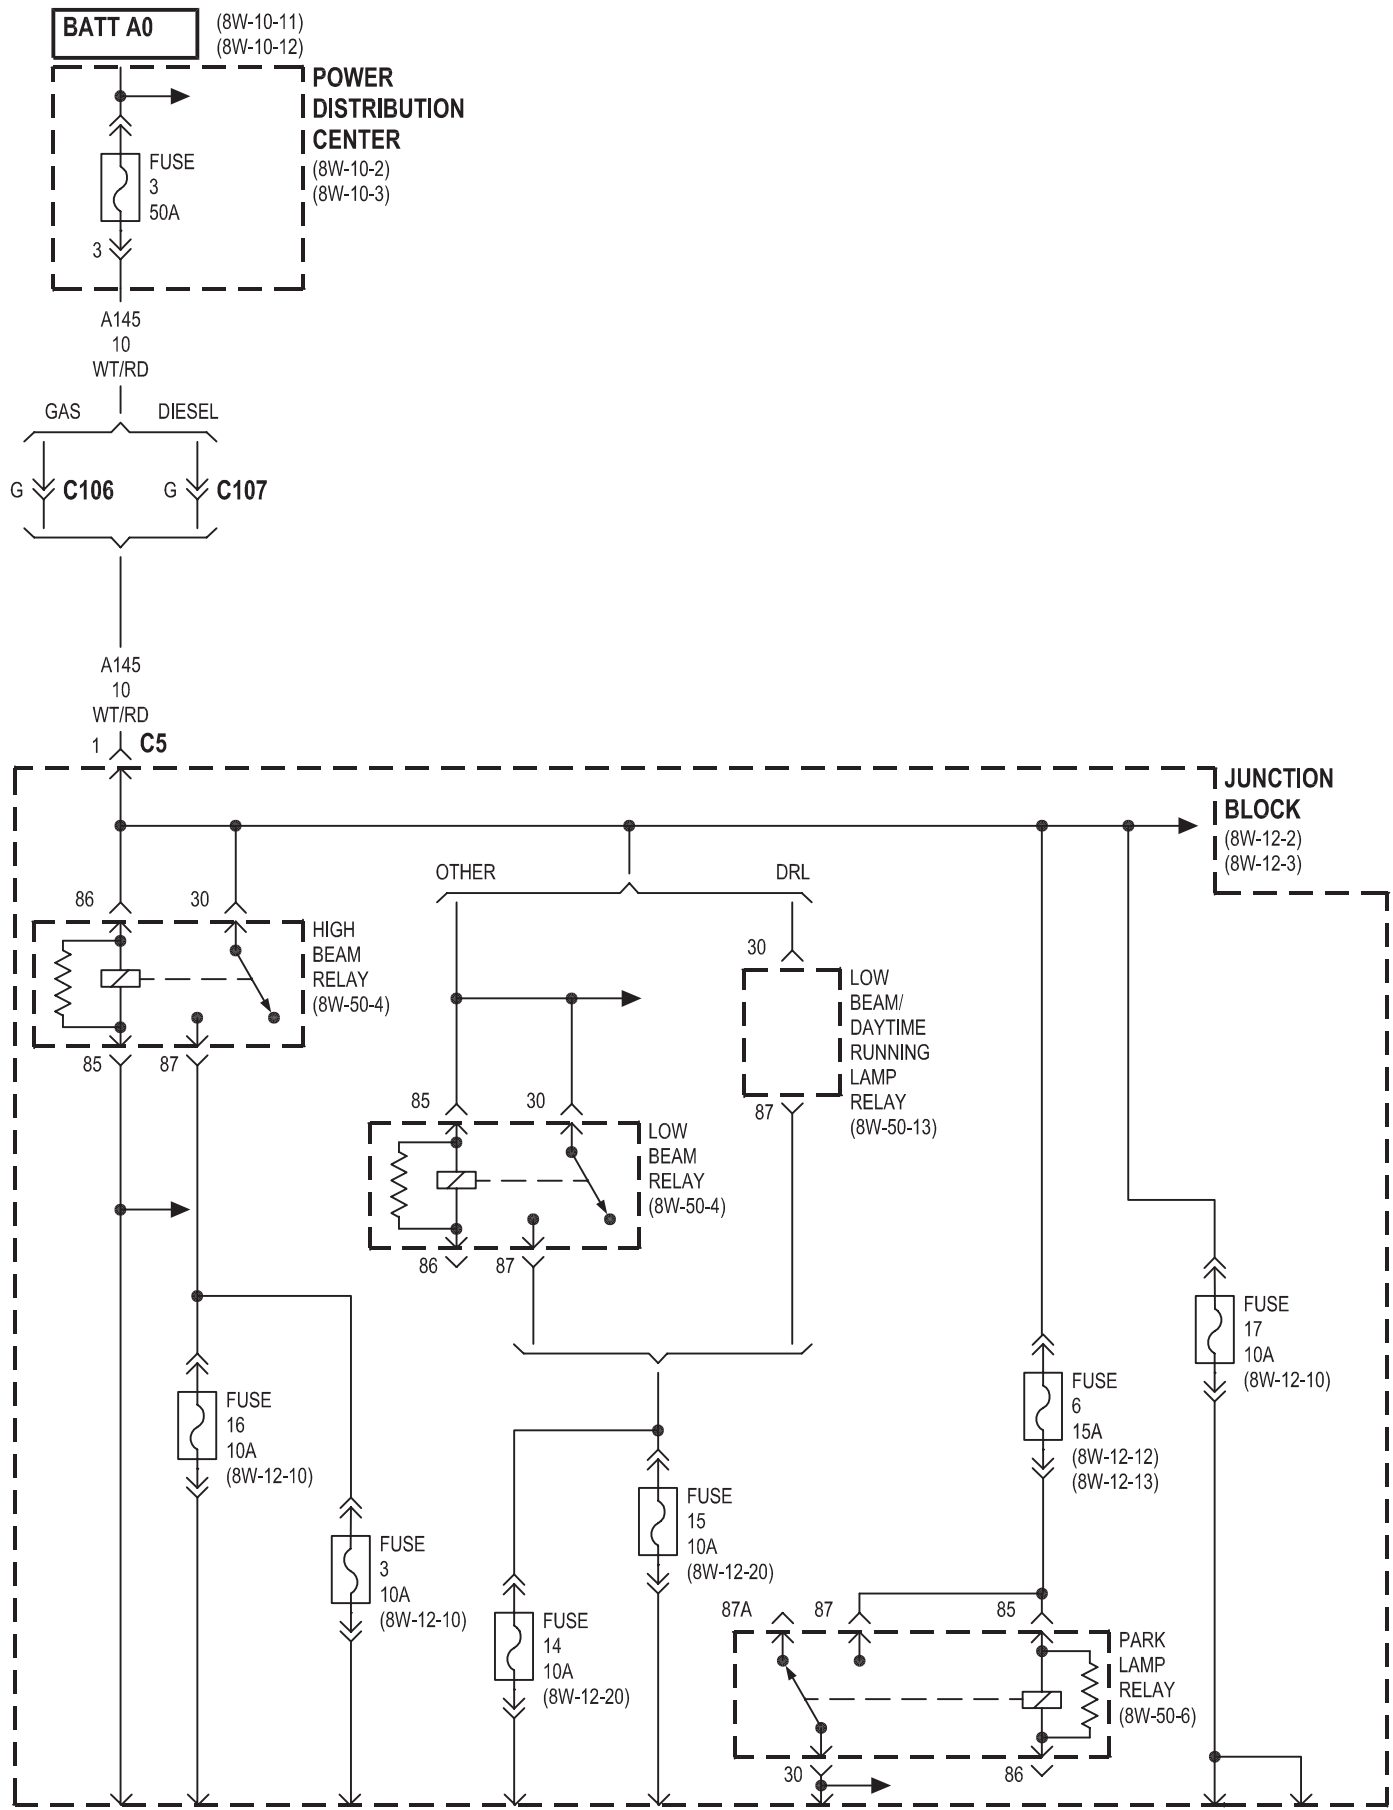 BATT A0
(8W-10-11)
(8W-10-12)
POWER
DISTRIBUTION
CENTER
(8W-10-2)
(8W-10-3)
FUSE
3
50A
3
A145
10
WT/RD
GAS
DIESEL
G
C106
G
C107
A145
10
WT/RD
1
C5
JUNCTION
BLOCK
(8W-12-2)
(8W-12-3)
OTHER
DRL
86
30
HIGH
BEAM
RELAY
(8W-50-4)
85
87
30
LOW
BEAM/
DAYTIME
RUNNING
LAMP
RELAY
(8W-50-13)
87
85
30
LOW
BEAM
RELAY
(8W-50-4)
86
87
FUSE
17
10A
(8W-12-10)
FUSE
16
10A
(8W-12-10)
FUSE
6
15A
(8W-12-12)
(8W-12-13)
FUSE
15
10A
(8W-12-20)
FUSE
3
10A
(8W-12-10)
FUSE
14
10A
(8W-12-20)
87A
87
85
PARK
LAMP
RELAY
(8W-50-6)
30
86